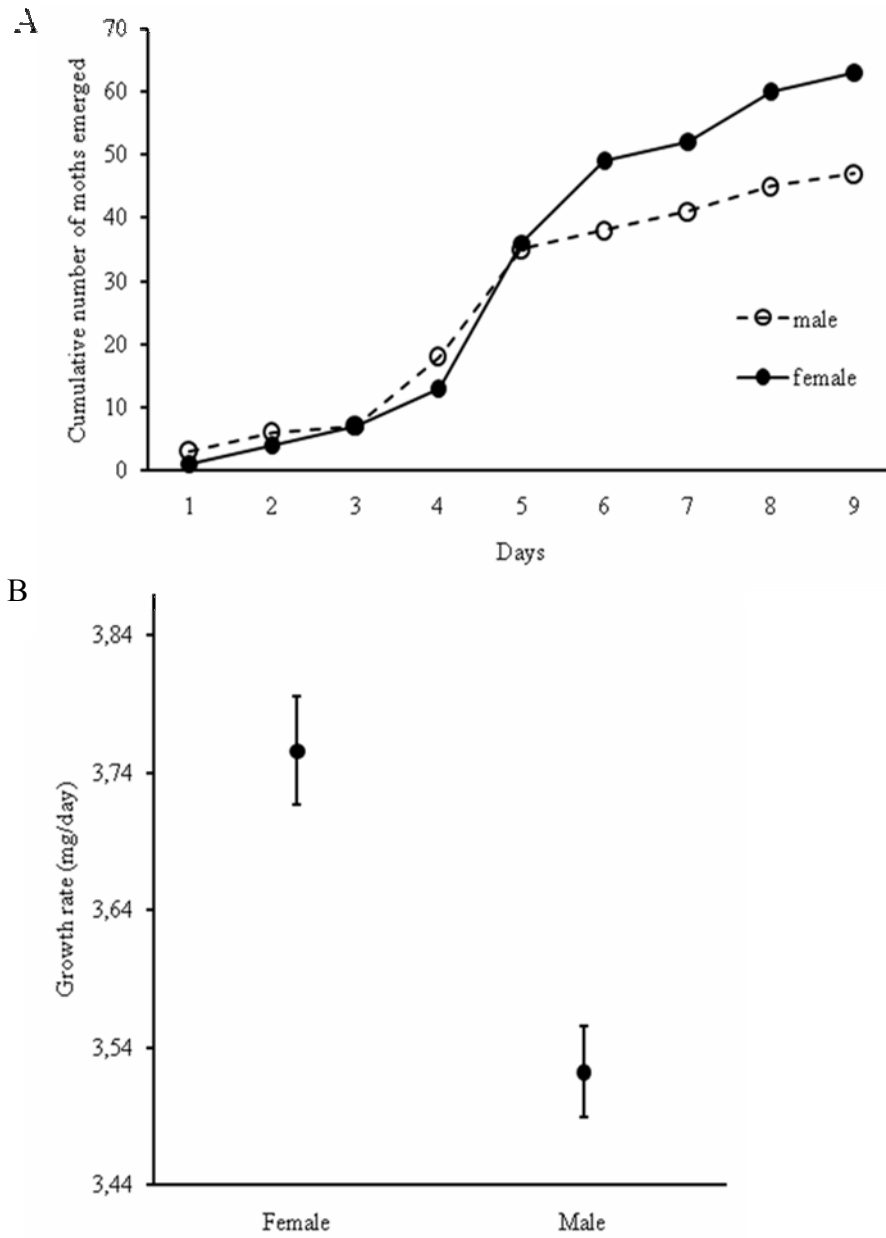 A
Cumulative number of moths emerged
70
60
50
40
30
20
10
0
male
female
1 2 3 4 5 6 7 8 9
Days
B
Growth rate (mg/day)
3,84
3,74
3,64
3,54
3,44
Female Male